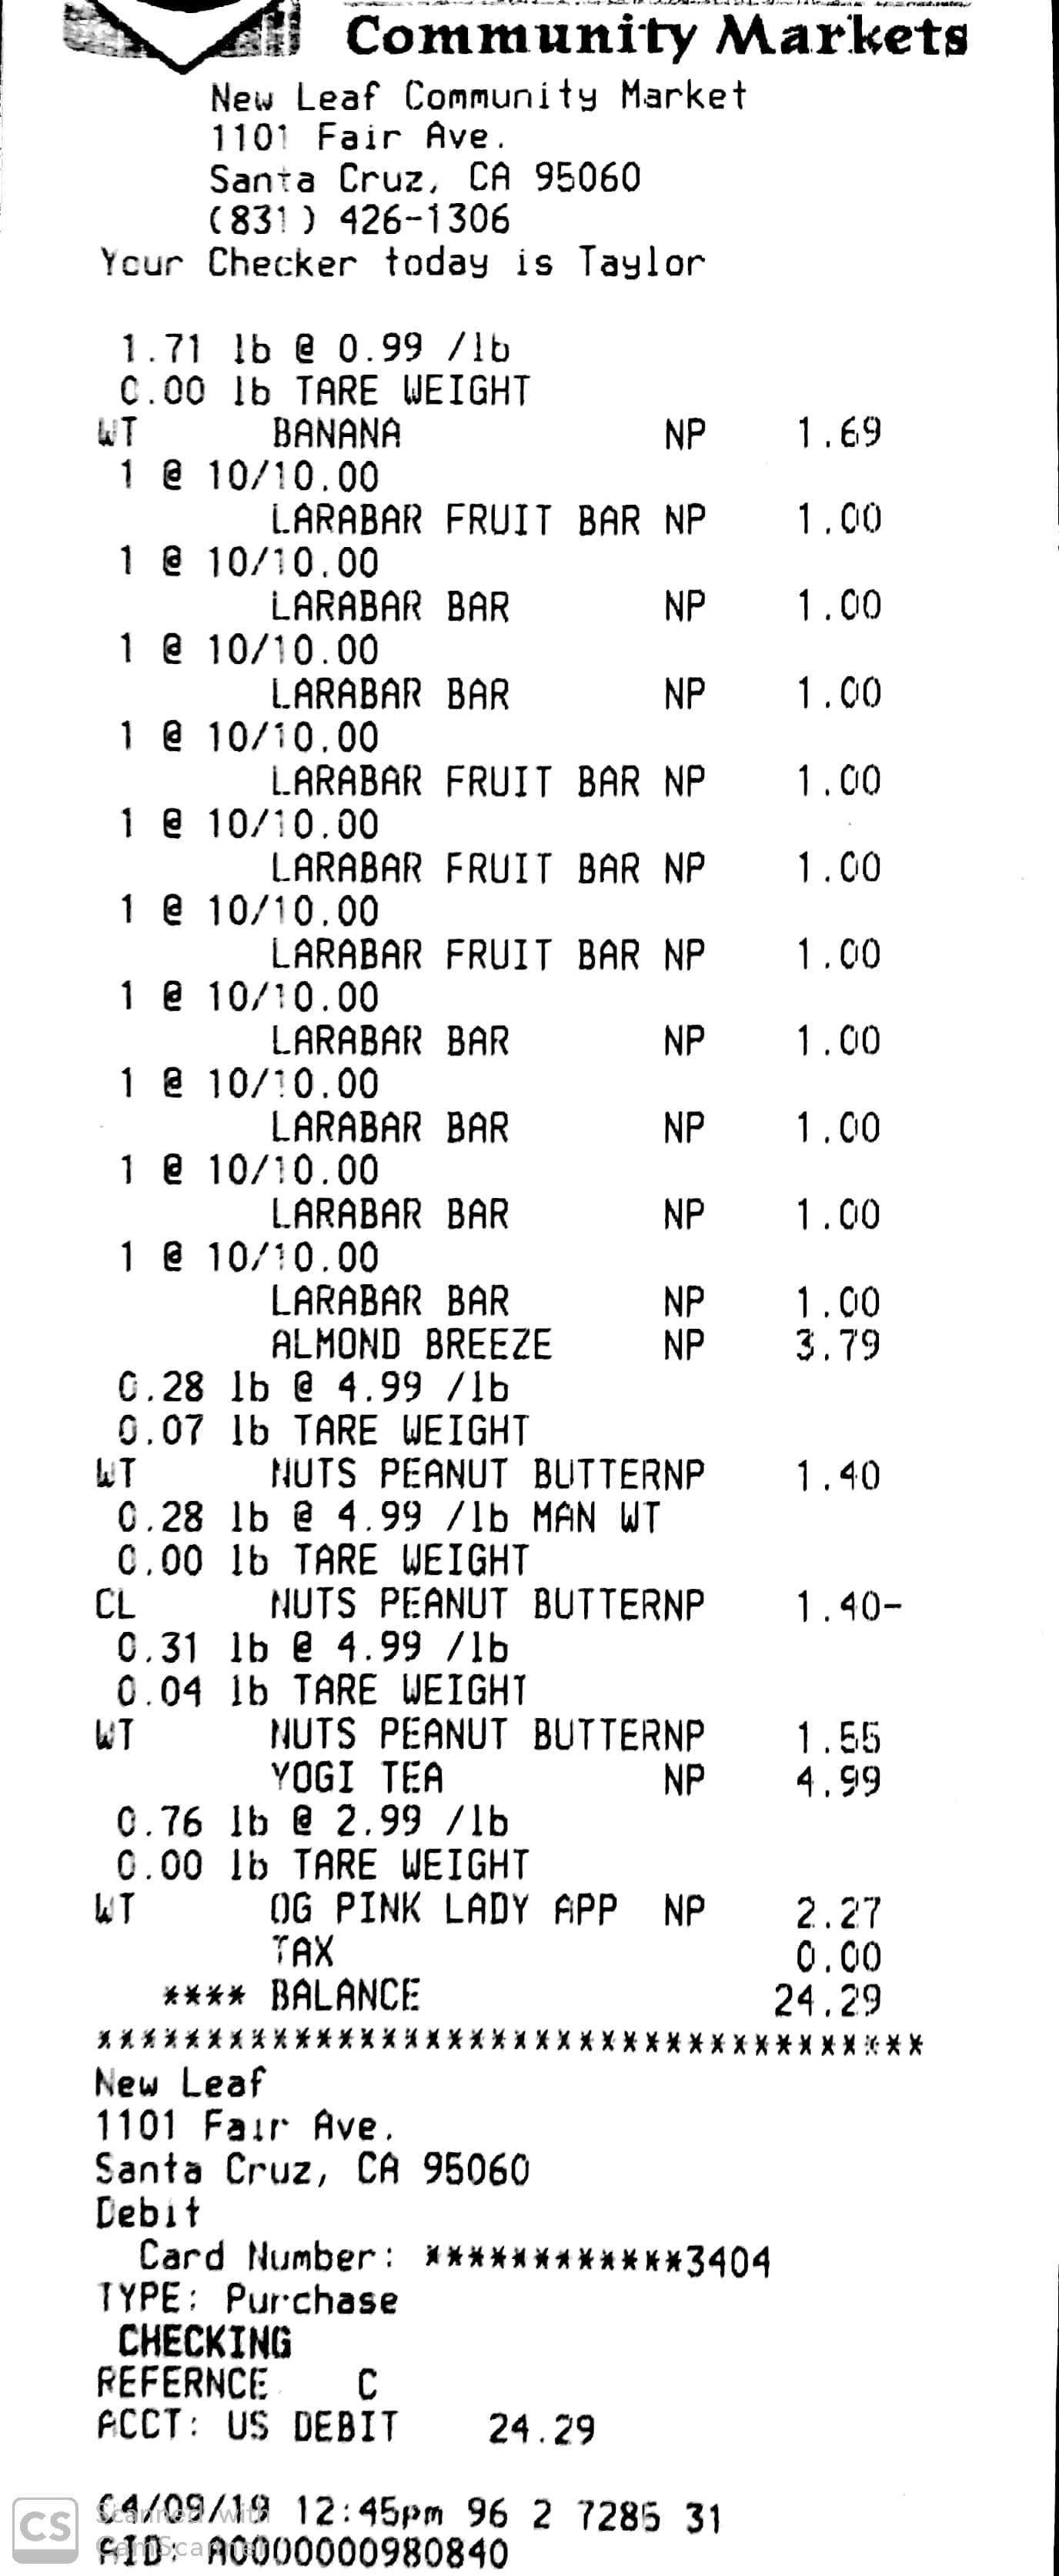 Community Markets
New Leaf Community Market
1101 Fair Ave.
Santa Cruz, CA 95060
(831) 426-1306
Your Checker today is Taylor
1.71 lb @ 0.99 /lb
0.00 lb TARE WEIGHT
WT BANANA NP 1.69
1 @ 10/10.00
LARABAR FRUIT BAR NP 1.00
1 @ 10/10.00
LARABAR BAR NP 1.00
1 @ 10/10.00
LARABAR BAR NP 1.00
1 @ 10/10.00
LARABAR FRUIT BAR NP 1.00
1 @ 10/10.00
LARABAR FRUIT BAR NP 1.00
1 @ 10/10.00
LARABAR FRUIT BAR NP 1.00
1 @ 10/10.00
LARABAR BAR NP 1.00
1 @ 10/10.00
LARABAR BAR NP 1.00
1 @ 10/10.00
LARABAR BAR NP 1.00
1 @ 10/10.00
LARABAR BAR NP 1.00
ALMOND BREEZE NP 3.79
0.28 lb @ 4.99 /lb
0.07 lb TARE WEIGHT
WT NUTS PEANUT BUTTERNP 1.40
0.28 lb @ 4.99 /lb MAN WT
0.00 lb TARE WEIGHT
CL NUTS PEANUT BUTTERNP 1.40-
0.31 lb @ 4.99 /lb
0.04 lb TARE WEIGHT
WT NUTS PEANUT BUTTERNP 1.55
YOGI TEA NP 4.99
0.76 lb @ 2.99 /lb
0.00 lb TARE WEIGHT
WT OG PINK LADY APP NP 2.27
TAX 0.00
**** BALANCE 24.29
**************************************
New Leaf
1101 Fair Ave.
Santa Cruz, CA 95060
Debit
Card Number: ************3404
TYPE: Purchase
CHECKING
REFERNCE C
ACCT: US DEBIT 24.29
04/09/19 12:45pm 96 2 7285 31
AID: A0000000980840
CS Scanned with
CamScanner